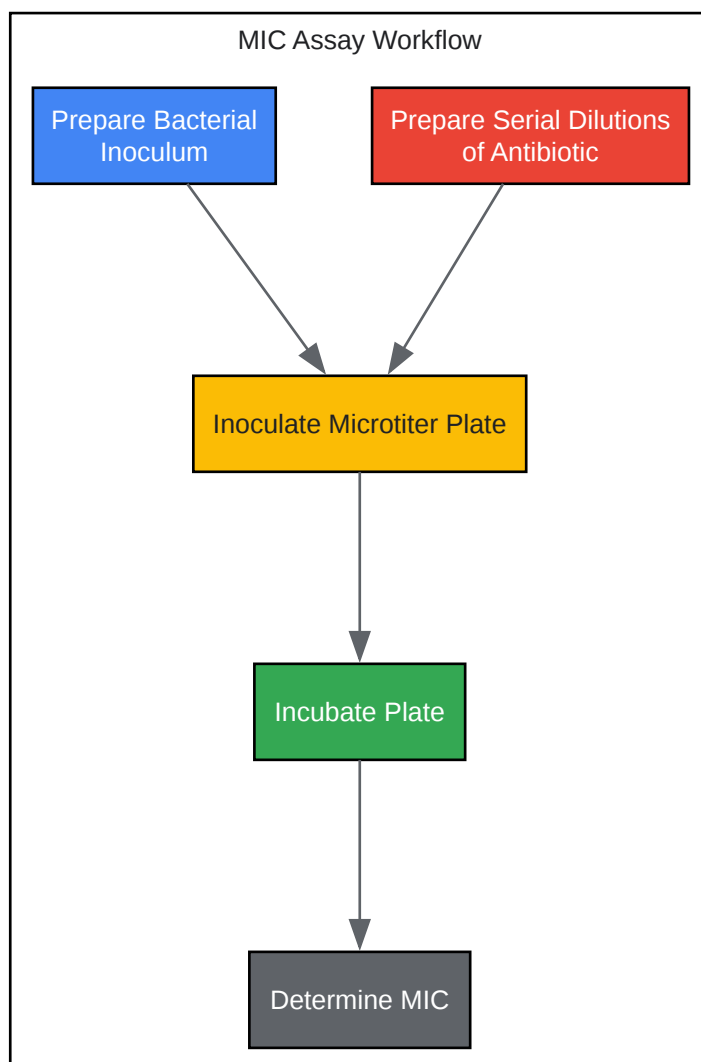 MIC Assay Workflow
Prepare Bacterial
Inoculum
Prepare Serial Dilutions
of Antibiotic
Inoculate Microtiter Plate
Incubate Plate
Determine MIC